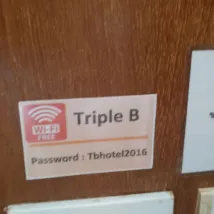 Wi-Fi
FREE
Triple B
Password : Tbhotel2016